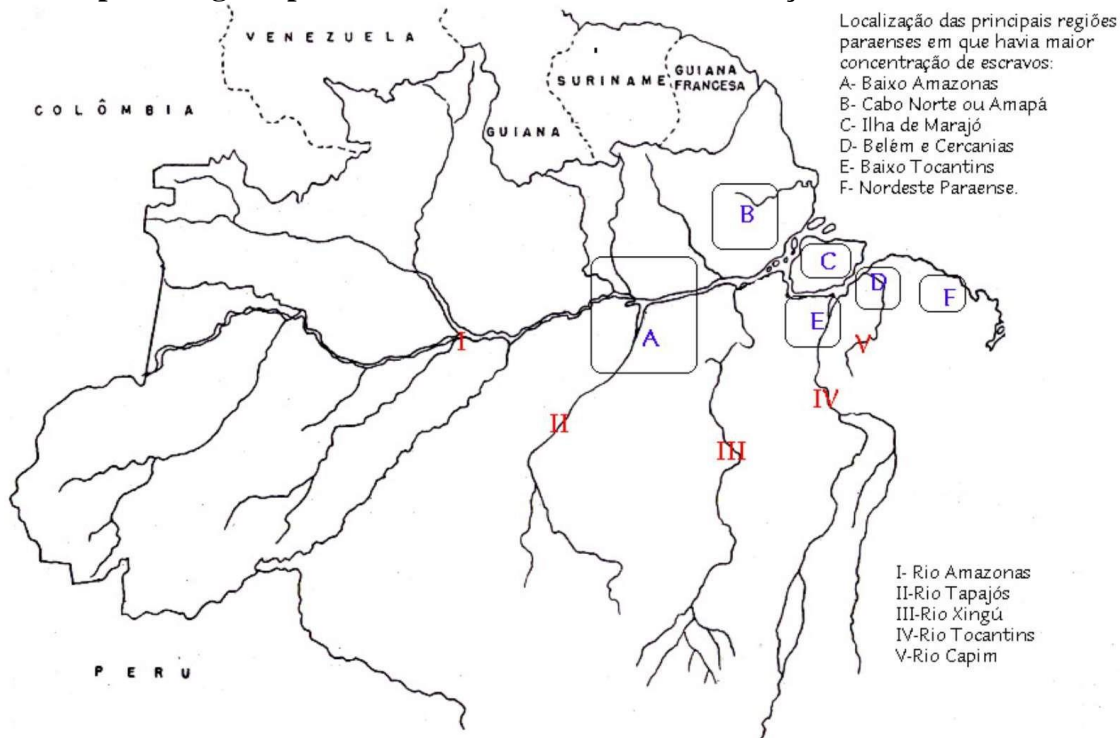 Localização das principais regiões
paraenses em que havia maior
concentração de escravos:
A- Baixo Amazonas
B- Cabo Norte ou Amapá
C- Ilha de Marajó
D- Belém e Cercanias
E- Baixo Tocantins
F- Nordeste Paraense.
VENEZUELA
COLÔMBIA
SURINAME
GUIANA
FRANCESA
GUIANA
B
C
D
F
E
A
I
V
IV
II
III
I- Rio Amazonas
II-Rio Tapajós
III-Rio Xingú
IV-Rio Tocantins
V-Rio Capim
PERU